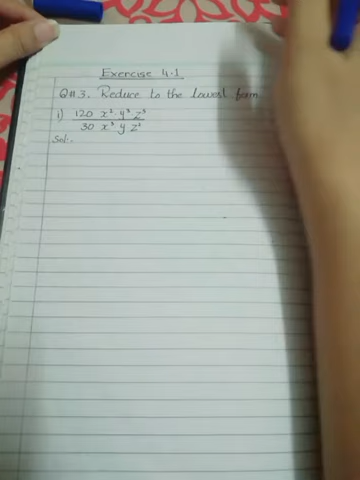 Exercise 4.1
Q#3. Reduce to the lowest form
i) 120 x² y³ z⁵
30 x³ y z²
Sol:.